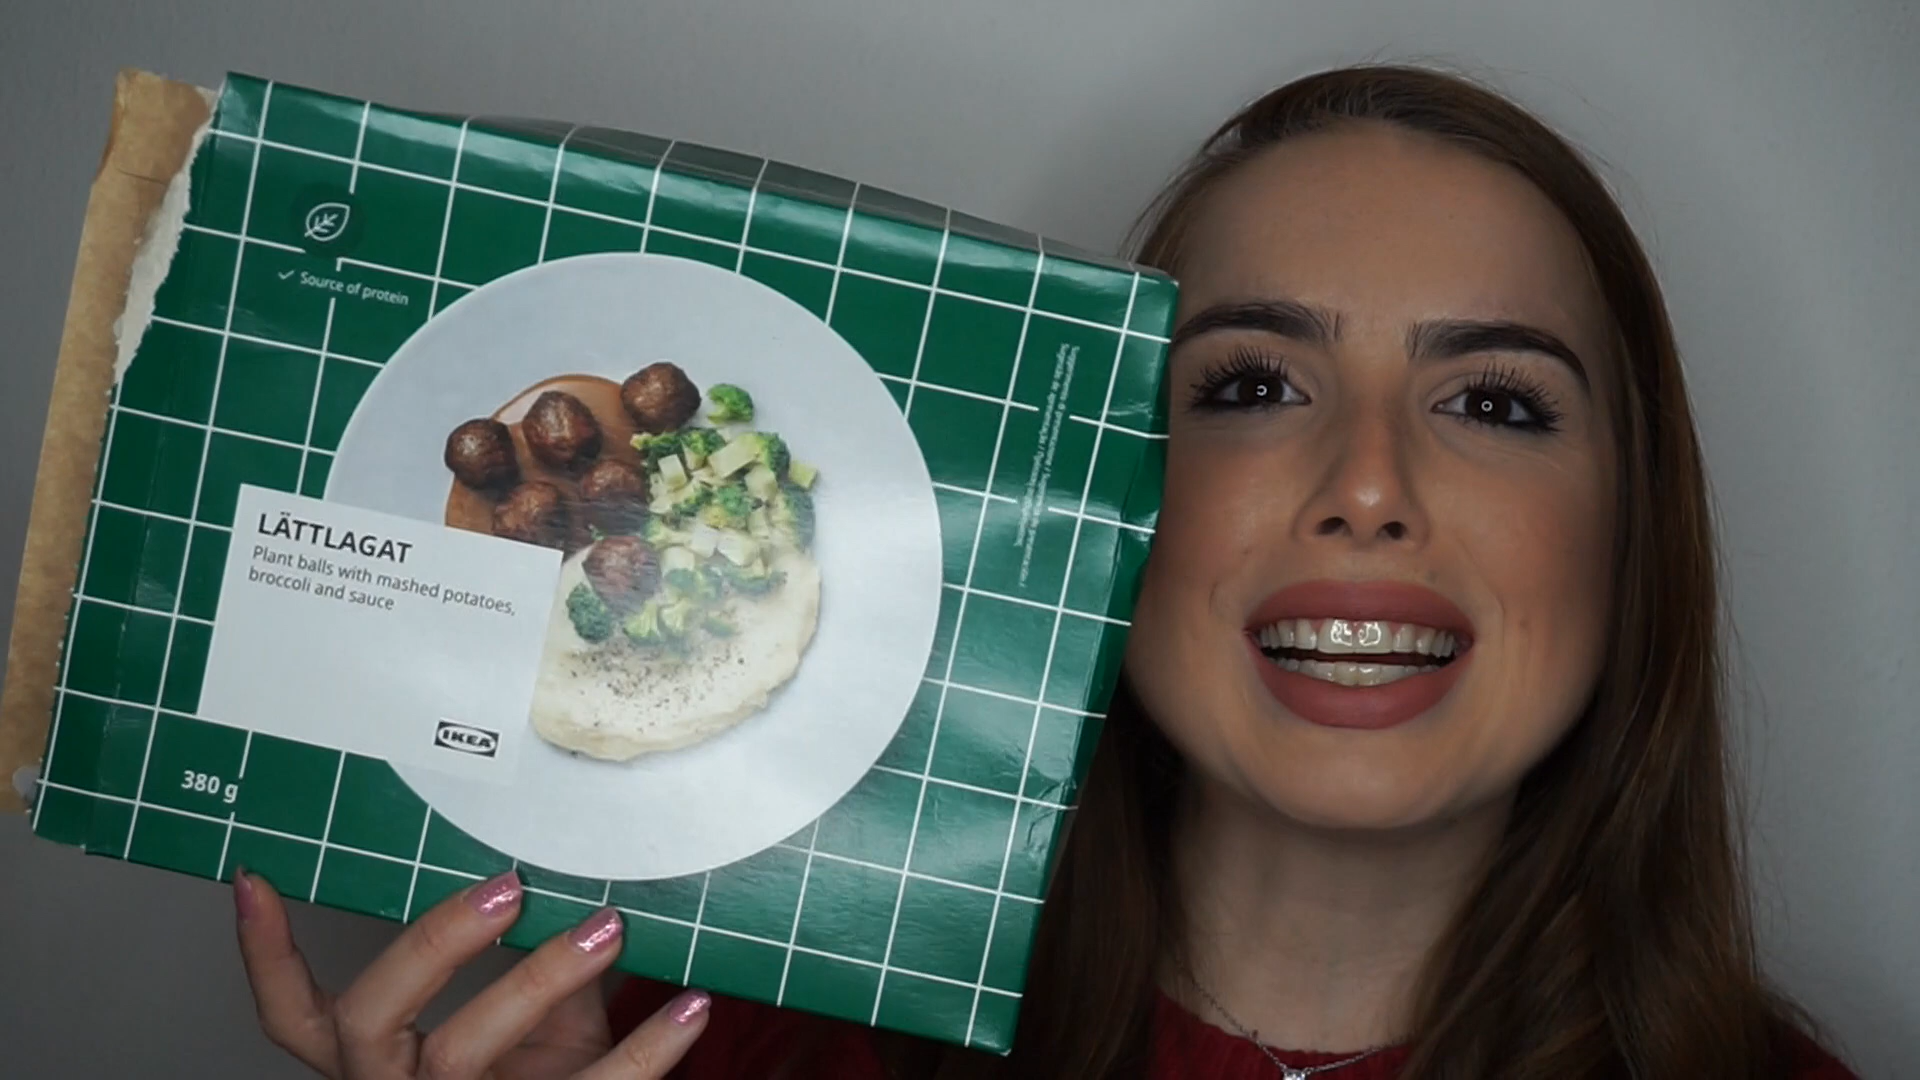 Source of protein
LÄTTLAGAT
Plant balls with mashed potatoes,
broccoli and sauce
IKEA
380 g